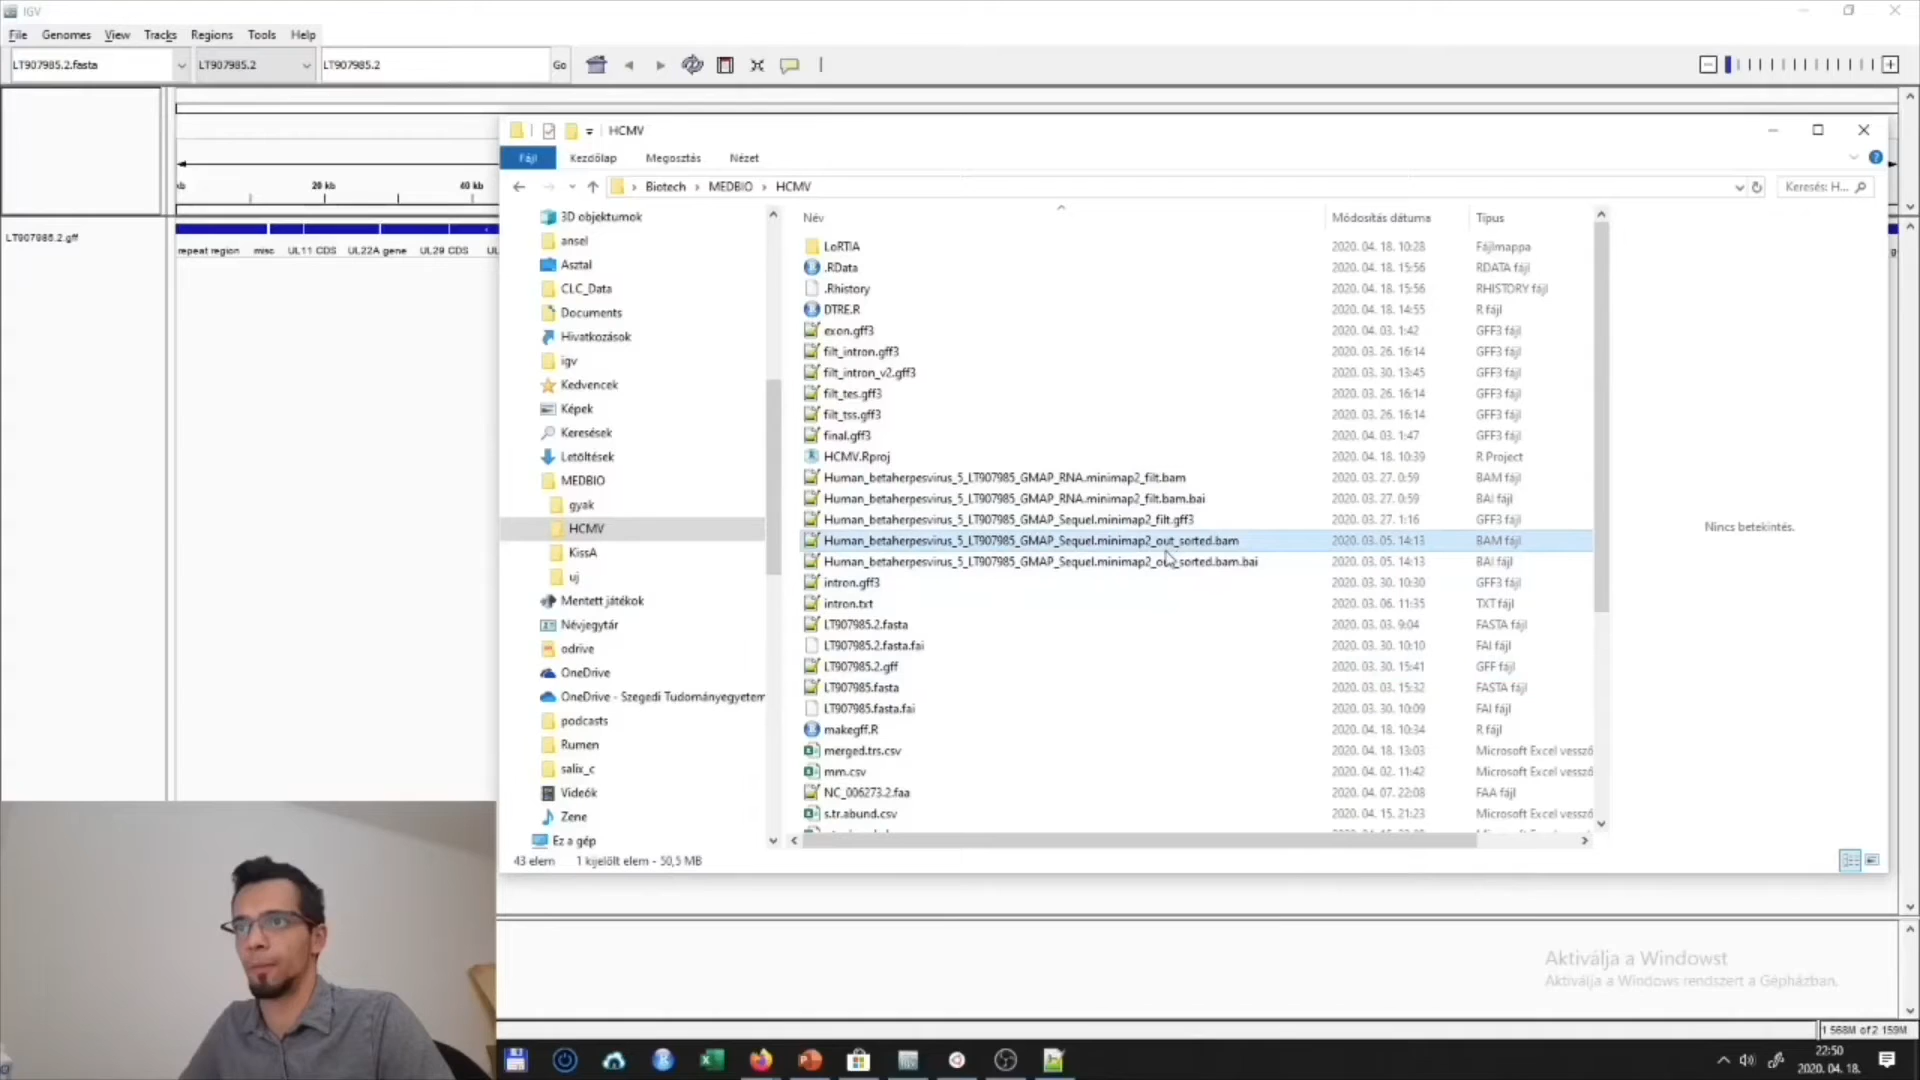 IGV
File Genomes View Tracks Regions Tools Help
LT907985.2.fasta LT907985.2 LT907985.2 Go
HCMV
Fájl Kezdőlap Megosztás Nézet
Biotech › MEDBIO › HCMV
Keresés: H...
20 kb 40 kb
LT907985.2.gff
repeat region misc UL11 CDS UL22A gene UL29 CDS
Név Módosítás dátuma Típus
3D objektumok
ansel
Asztal
CLC_Data
Documents
Hivatkozások
igv
Kedvencek
Képek
Keresések
Letöltések
MEDBIO
gyak
HCMV
KissA
uj
Mentett játékok
Névjegytár
odrive
OneDrive
OneDrive - Szegedi Tudományegyetem
podcasts
Rumen
salix_c
Videók
Zene
Ez a gép
LoRTIA 2020. 04. 18. 10:28 Fájlmappa
.RData 2020. 04. 18. 15:56 RDATA fájl
.Rhistory 2020. 04. 18. 15:56 RHISTORY fájl
DTRE.R 2020. 04. 18. 14:55 R fájl
exon.gff3 2020. 04. 03. 1:42 GFF3 fájl
filt_intron.gff3 2020. 03. 26. 16:14 GFF3 fájl
filt_intron_v2.gff3 2020. 03. 30. 13:45 GFF3 fájl
filt_tes.gff3 2020. 03. 26. 16:14 GFF3 fájl
filt_tss.gff3 2020. 03. 26. 16:14 GFF3 fájl
final.gff3 2020. 04. 03. 1:47 GFF3 fájl
HCMV.Rproj 2020. 04. 18. 10:39 R Project
Human_betaherpesvirus_5_LT907985_GMAP_RNA.minimap2_filt.bam 2020. 03. 27. 0:59 BAM fájl
Human_betaherpesvirus_5_LT907985_GMAP_RNA.minimap2_filt.bam.bai 2020. 03. 27. 0:59 BAI fájl
Human_betaherpesvirus_5_LT907985_GMAP_Sequel.minimap2_filt.gff3 2020. 03. 27. 1:16 GFF3 fájl
Human_betaherpesvirus_5_LT907985_GMAP_Sequel.minimap2_out_sorted.bam 2020. 03. 05. 14:13 BAM fájl
Human_betaherpesvirus_5_LT907985_GMAP_Sequel.minimap2_out_sorted.bam.bai 2020. 03. 05. 14:13 BAI fájl
intron.gff3 2020. 03. 30. 10:30 GFF3 fájl
intron.txt 2020. 03. 06. 11:35 TXT fájl
LT907985.2.fasta 2020. 03. 03. 9:04 FASTA fájl
LT907985.2.fasta.fai 2020. 03. 30. 10:10 FAI fájl
LT907985.2.gff 2020. 03. 30. 15:41 GFF fájl
LT907985.fasta 2020. 03. 03. 15:32 FASTA fájl
LT907985.fasta.fai 2020. 03. 30. 10:09 FAI fájl
makegff.R 2020. 04. 18. 10:34 R fájl
merged.trs.csv 2020. 04. 18. 13:03 Microsoft Excel vessző
mm.csv 2020. 04. 02. 11:42 Microsoft Excel vessző
NC_006273.2.faa 2020. 04. 07. 22:08 FAA fájl
s.tr.abund.csv 2020. 04. 15. 21:23 Microsoft Excel vessző
Nincs betekintés.
43 elem 1 kijelölt elem - 50,5 MB
Aktiválja a Windowst
Aktiválja a Windows rendszert a Gépházban.
1 568M of 2 159M
22:50
2020. 04. 18.